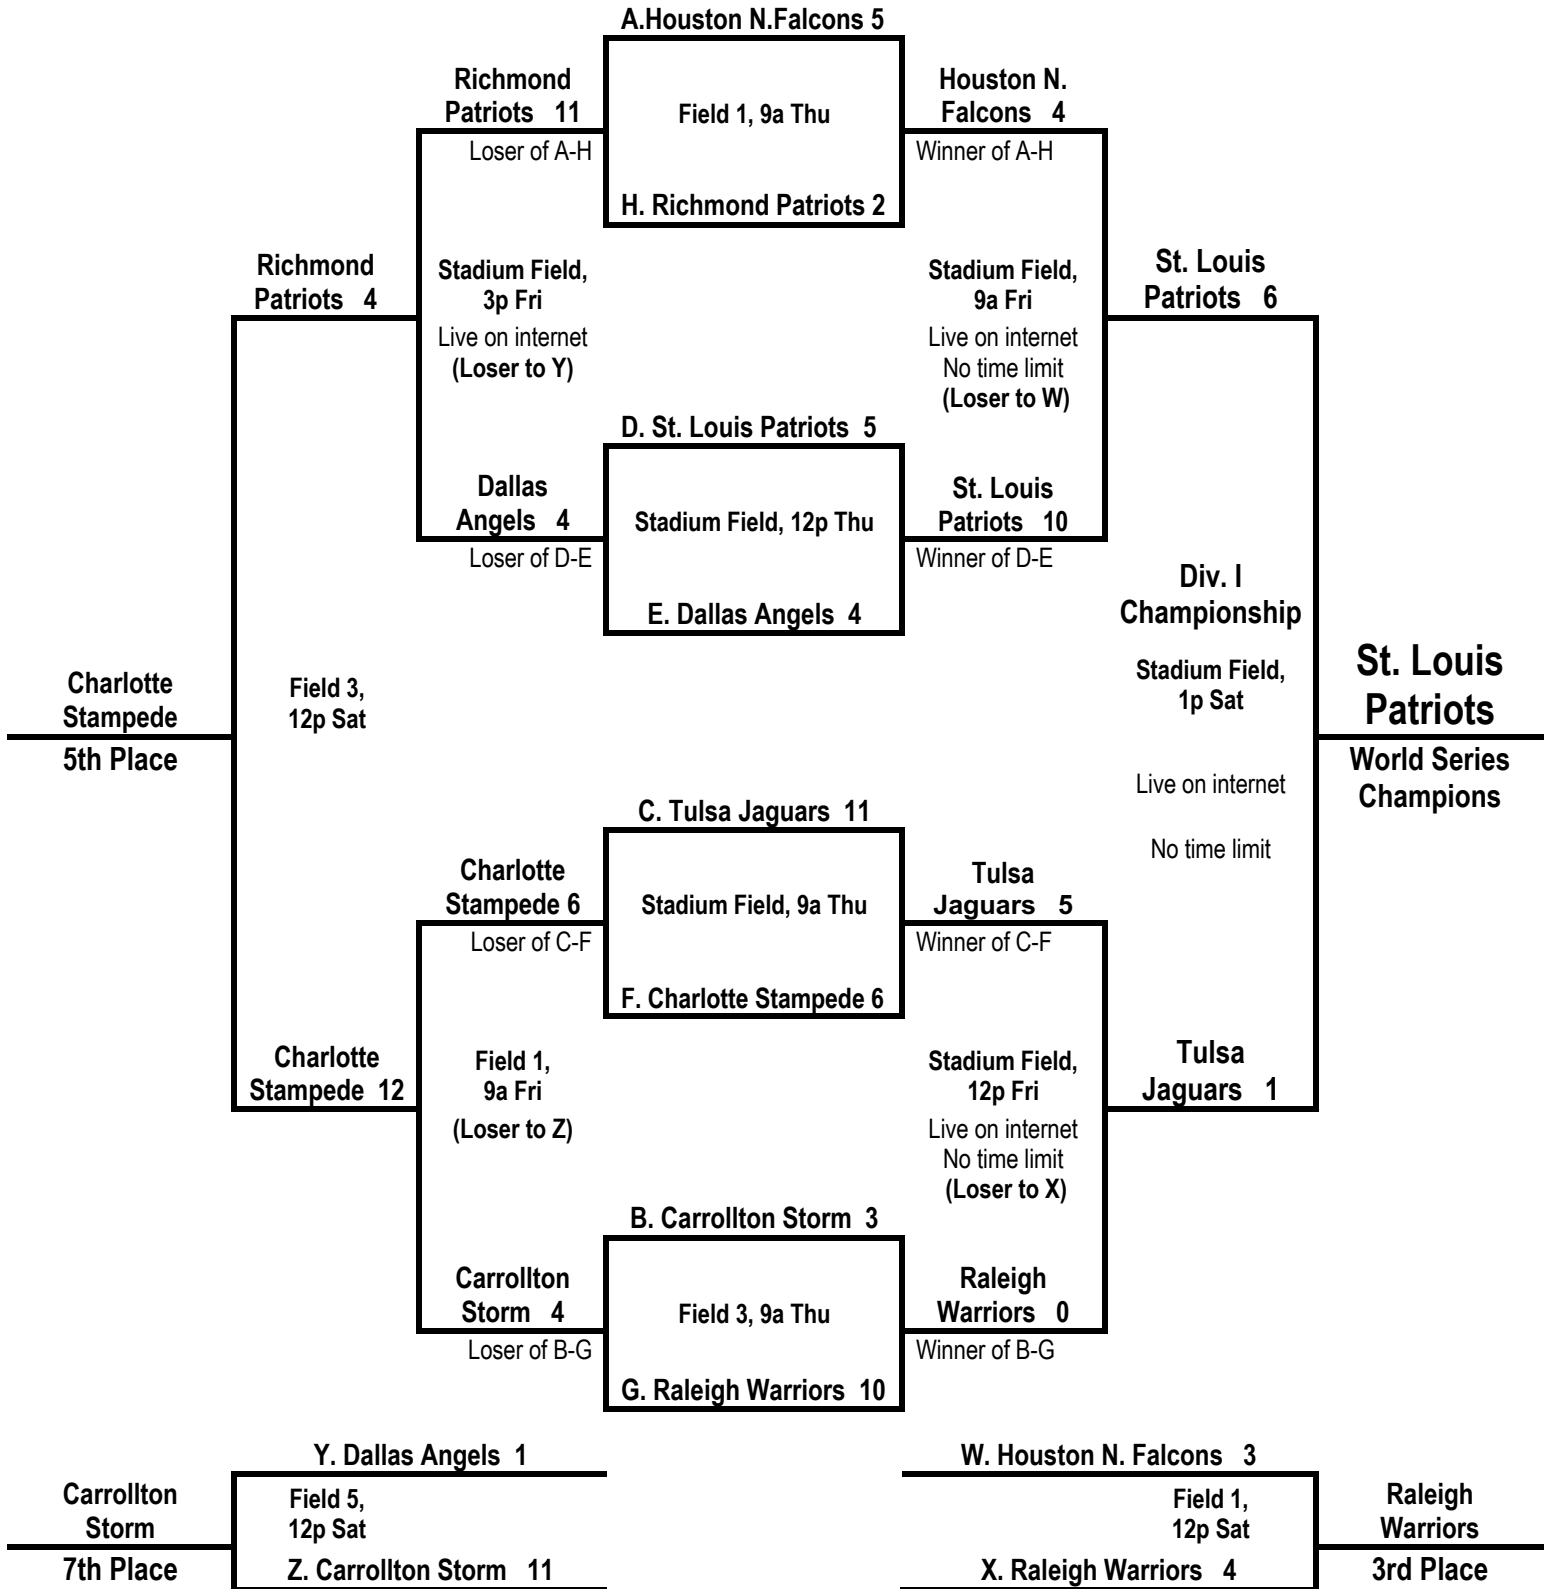 A.Houston N.Falcons 5
Richmond
Patriots 11
Loser of A-H
Field 1, 9a Thu
Houston N.
Falcons 4
Winner of A-H
H. Richmond Patriots 2
Richmond
Patriots 4
Stadium Field,
3p Fri
Live on internet
(Loser to Y)
Stadium Field,
9a Fri
Live on internet
No time limit
(Loser to W)
St. Louis
Patriots 6
D. St. Louis Patriots 5
Dallas
Angels 4
Loser of D-E
Stadium Field, 12p Thu
St. Louis
Patriots 10
Winner of D-E
E. Dallas Angels 4
Div. I
Championship
Stadium Field,
1p Sat
Live on internet
No time limit
Charlotte
Stampede
5th Place
Field 3,
12p Sat
St. Louis
Patriots
World Series
Champions
C. Tulsa Jaguars 11
Charlotte
Stampede 6
Loser of C-F
Stadium Field, 9a Thu
Tulsa
Jaguars 5
Winner of C-F
F. Charlotte Stampede 6
Charlotte
Stampede 12
Field 1,
9a Fri
(Loser to Z)
Stadium Field,
12p Fri
Live on internet
No time limit
(Loser to X)
Tulsa
Jaguars 1
B. Carrollton Storm 3
Carrollton
Storm 4
Loser of B-G
Field 3, 9a Thu
Raleigh
Warriors 0
Winner of B-G
G. Raleigh Warriors 10
Y. Dallas Angels 1
Carrollton
Storm
7th Place
Field 5,
12p Sat
Z. Carrollton Storm 11
W. Houston N. Falcons 3
Field 1,
12p Sat
X. Raleigh Warriors 4
Raleigh
Warriors
3rd Place